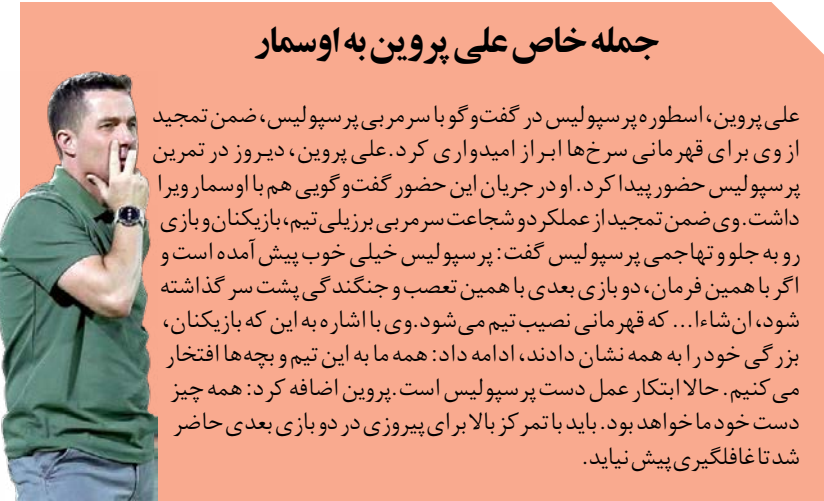 جمله خاص علی پروین به اوسمار
علی پروین، اسطوره پرسپولیس در گفت‌وگو با سرمربی پرسپولیس، ضمن تمجید
از وی برای قهرمانی سرخ‌ها ابراز امیدواری کرد.علی پروین، دیروز در تمرین
پرسپولیس حضور پیدا کرد. او در جریان این حضور گفت‌وگویی هم با اوسمار ویرا
داشت. وی ضمن تمجید از عملکرد و شجاعت سرمربی برزیلی تیم، بازیکنان و بازی
رو به جلو و تهاجمی پرسپولیس گفت: پرسپولیس خیلی خوب پیش آمده است و
اگر با همین فرمان، دو بازی بعدی با همین تعصب و جنگندگی پشت سر گذاشته
شود، ان‌شاءا... که قهرمانی نصیب تیم می‌شود.وی با اشاره به این که بازیکنان،
بزرگی خود را به همه نشان دادند، ادامه داد: همه ما به این تیم و بچه‌ها افتخار
می‌کنیم. حالا ابتکار عمل دست پرسپولیس است.پروین اضافه کرد: همه چیز
دست خود ما خواهد بود. باید با تمرکز بالا برای پیروزی در دو بازی بعدی حاضر
شد تا غافلگیری پیش نیاید.